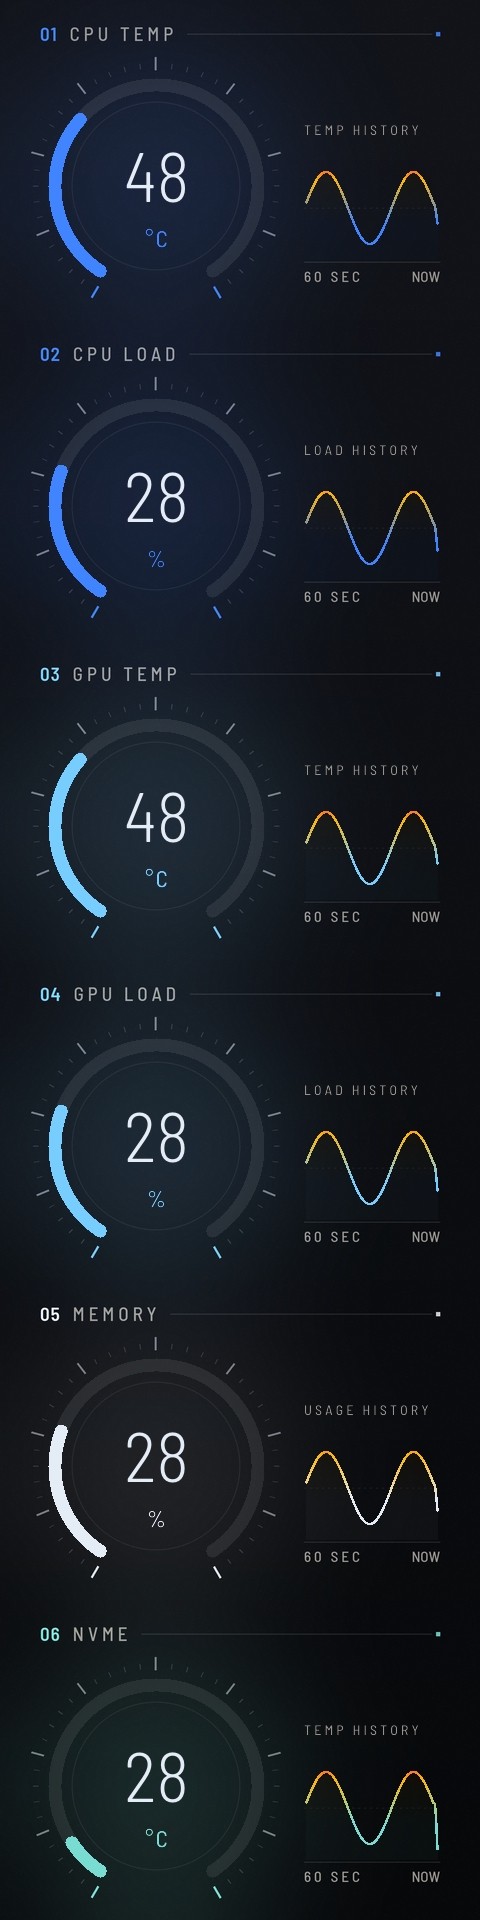 01 CPU TEMP
TEMP HISTORY
48
°C
60 SEC NOW
02 CPU LOAD
LOAD HISTORY
28
%
60 SEC NOW
03 GPU TEMP
TEMP HISTORY
48
°C
60 SEC NOW
04 GPU LOAD
LOAD HISTORY
28
%
60 SEC NOW
05 MEMORY
USAGE HISTORY
28
%
60 SEC NOW
06 NVME
TEMP HISTORY
28
°C
60 SEC NOW